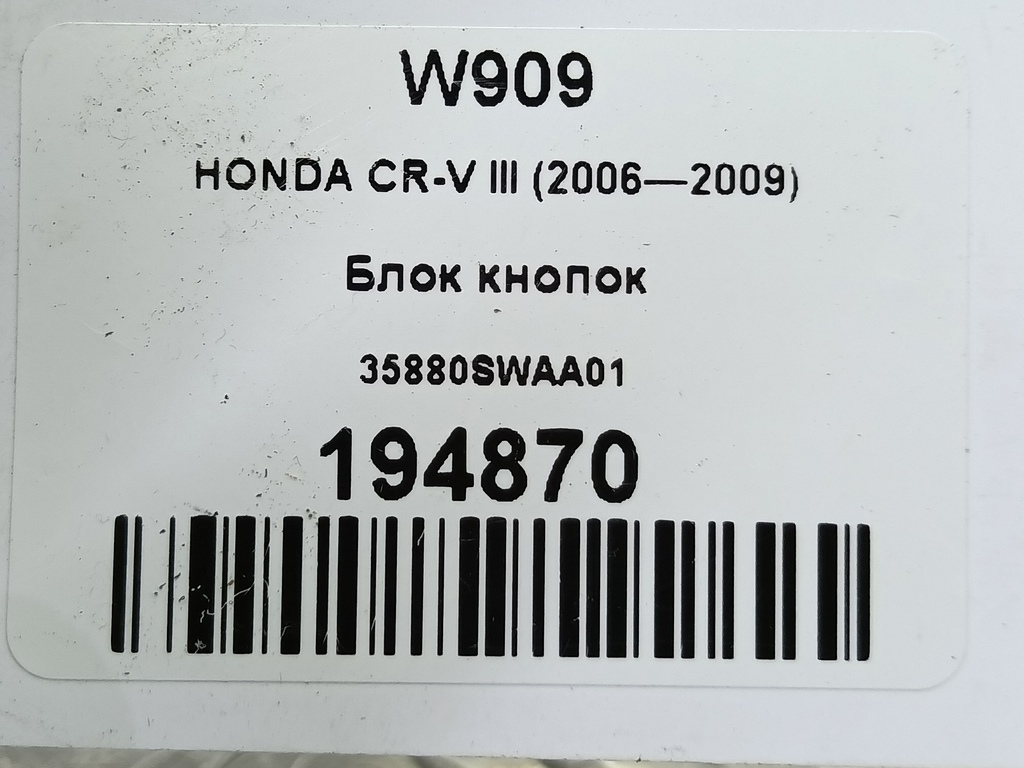 W909
HONDA CR-V III (2006—2009)
Блок кнопок
35880SWAA01
194870